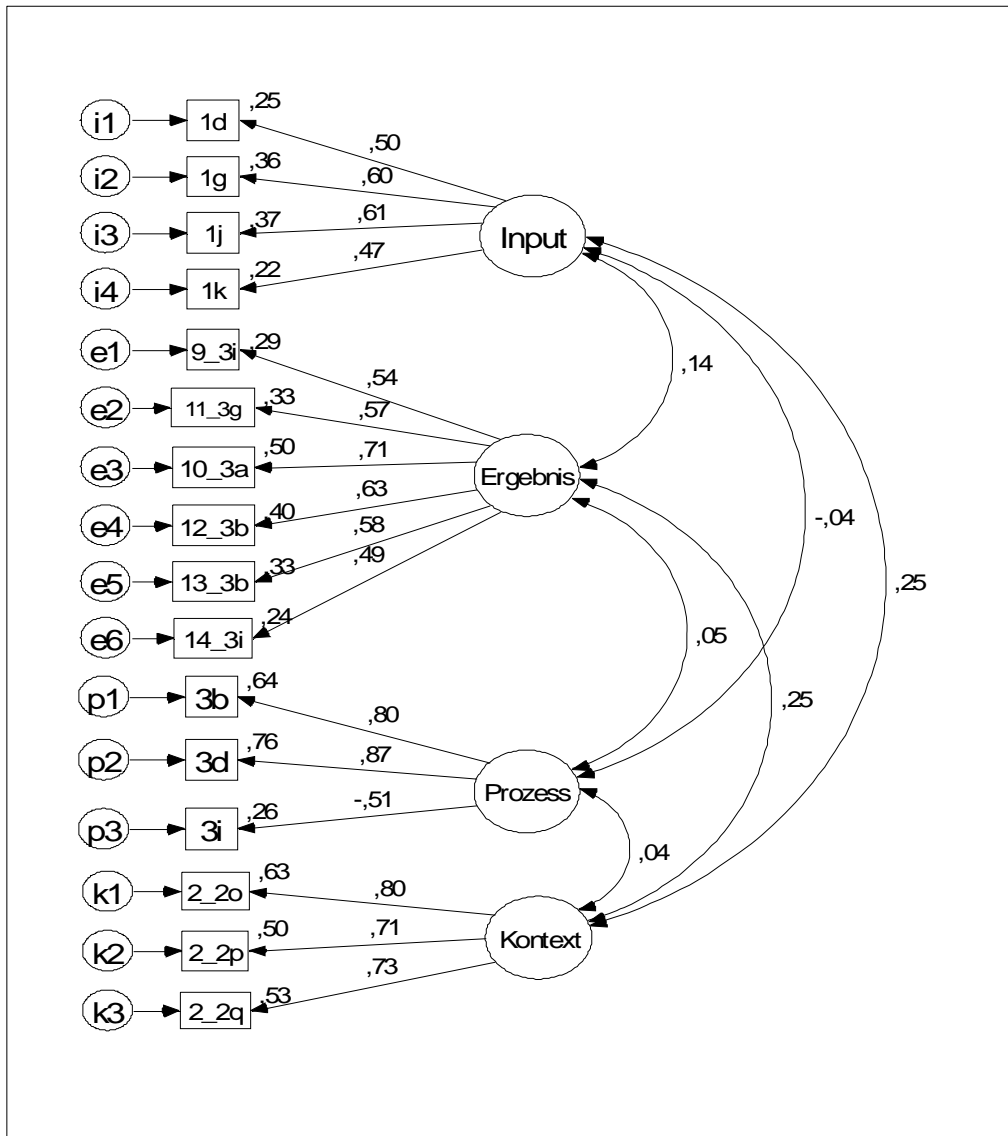 ,25
i1 1d
,50
,36
i2 1g ,60
,37 ,61
i3 1j Input
,47
,22
i4 1k
,29
e1 9_3i
,14
,54
,33
e2 11_3g ,57
,50 ,71
e3 10_3a Ergebnis
,63
,40
e4 12_3b -,04
,58
,33
e5 13_3b ,49
,25
,24
e6 14_3i ,05
,64
p1 3b ,80 ,25
,76
p2 3d ,87
Prozess
-,51
,26
p3 3i
,04
,63
k1 2_2o ,80
,50 ,71
k2 2_2p Kontext
,73
,53
k3 2_2q